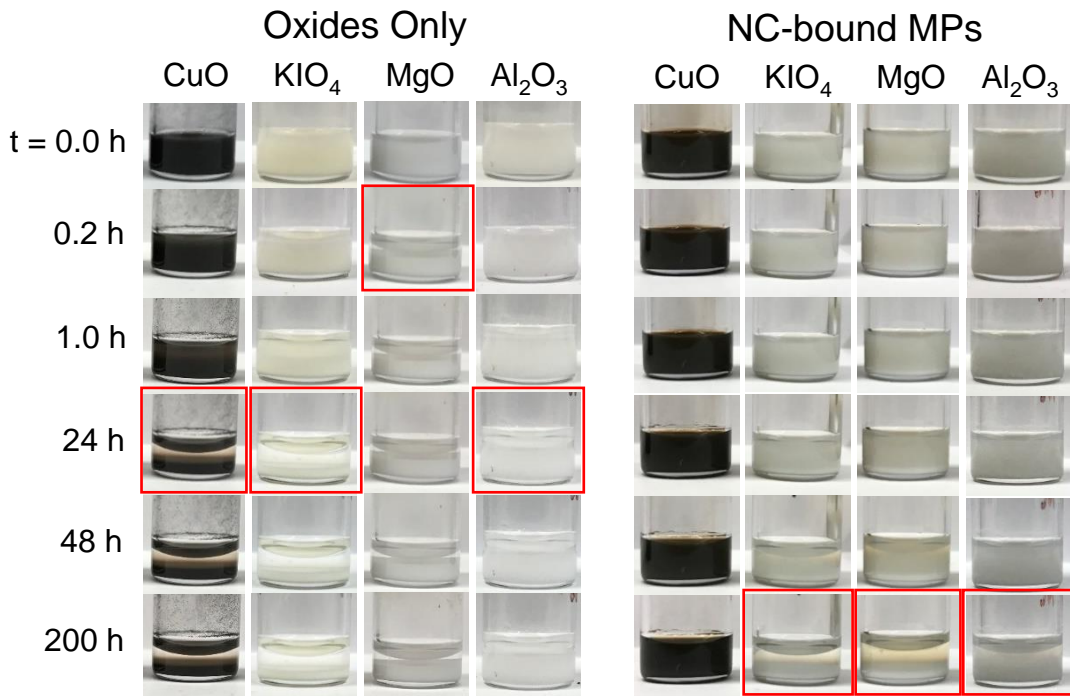 Oxides Only
NC-bound MPs
CuO KIO₄ MgO Al₂O₃
CuO KIO₄ MgO Al₂O₃
t = 0.0 h
0.2 h
1.0 h
24 h
48 h
200 h